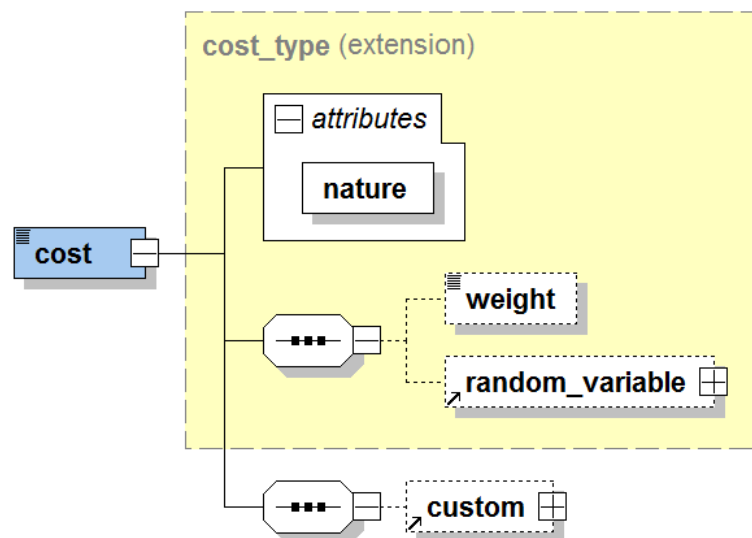 cost_type (extension)
attributes
nature
cost
weight
random_variable
custom